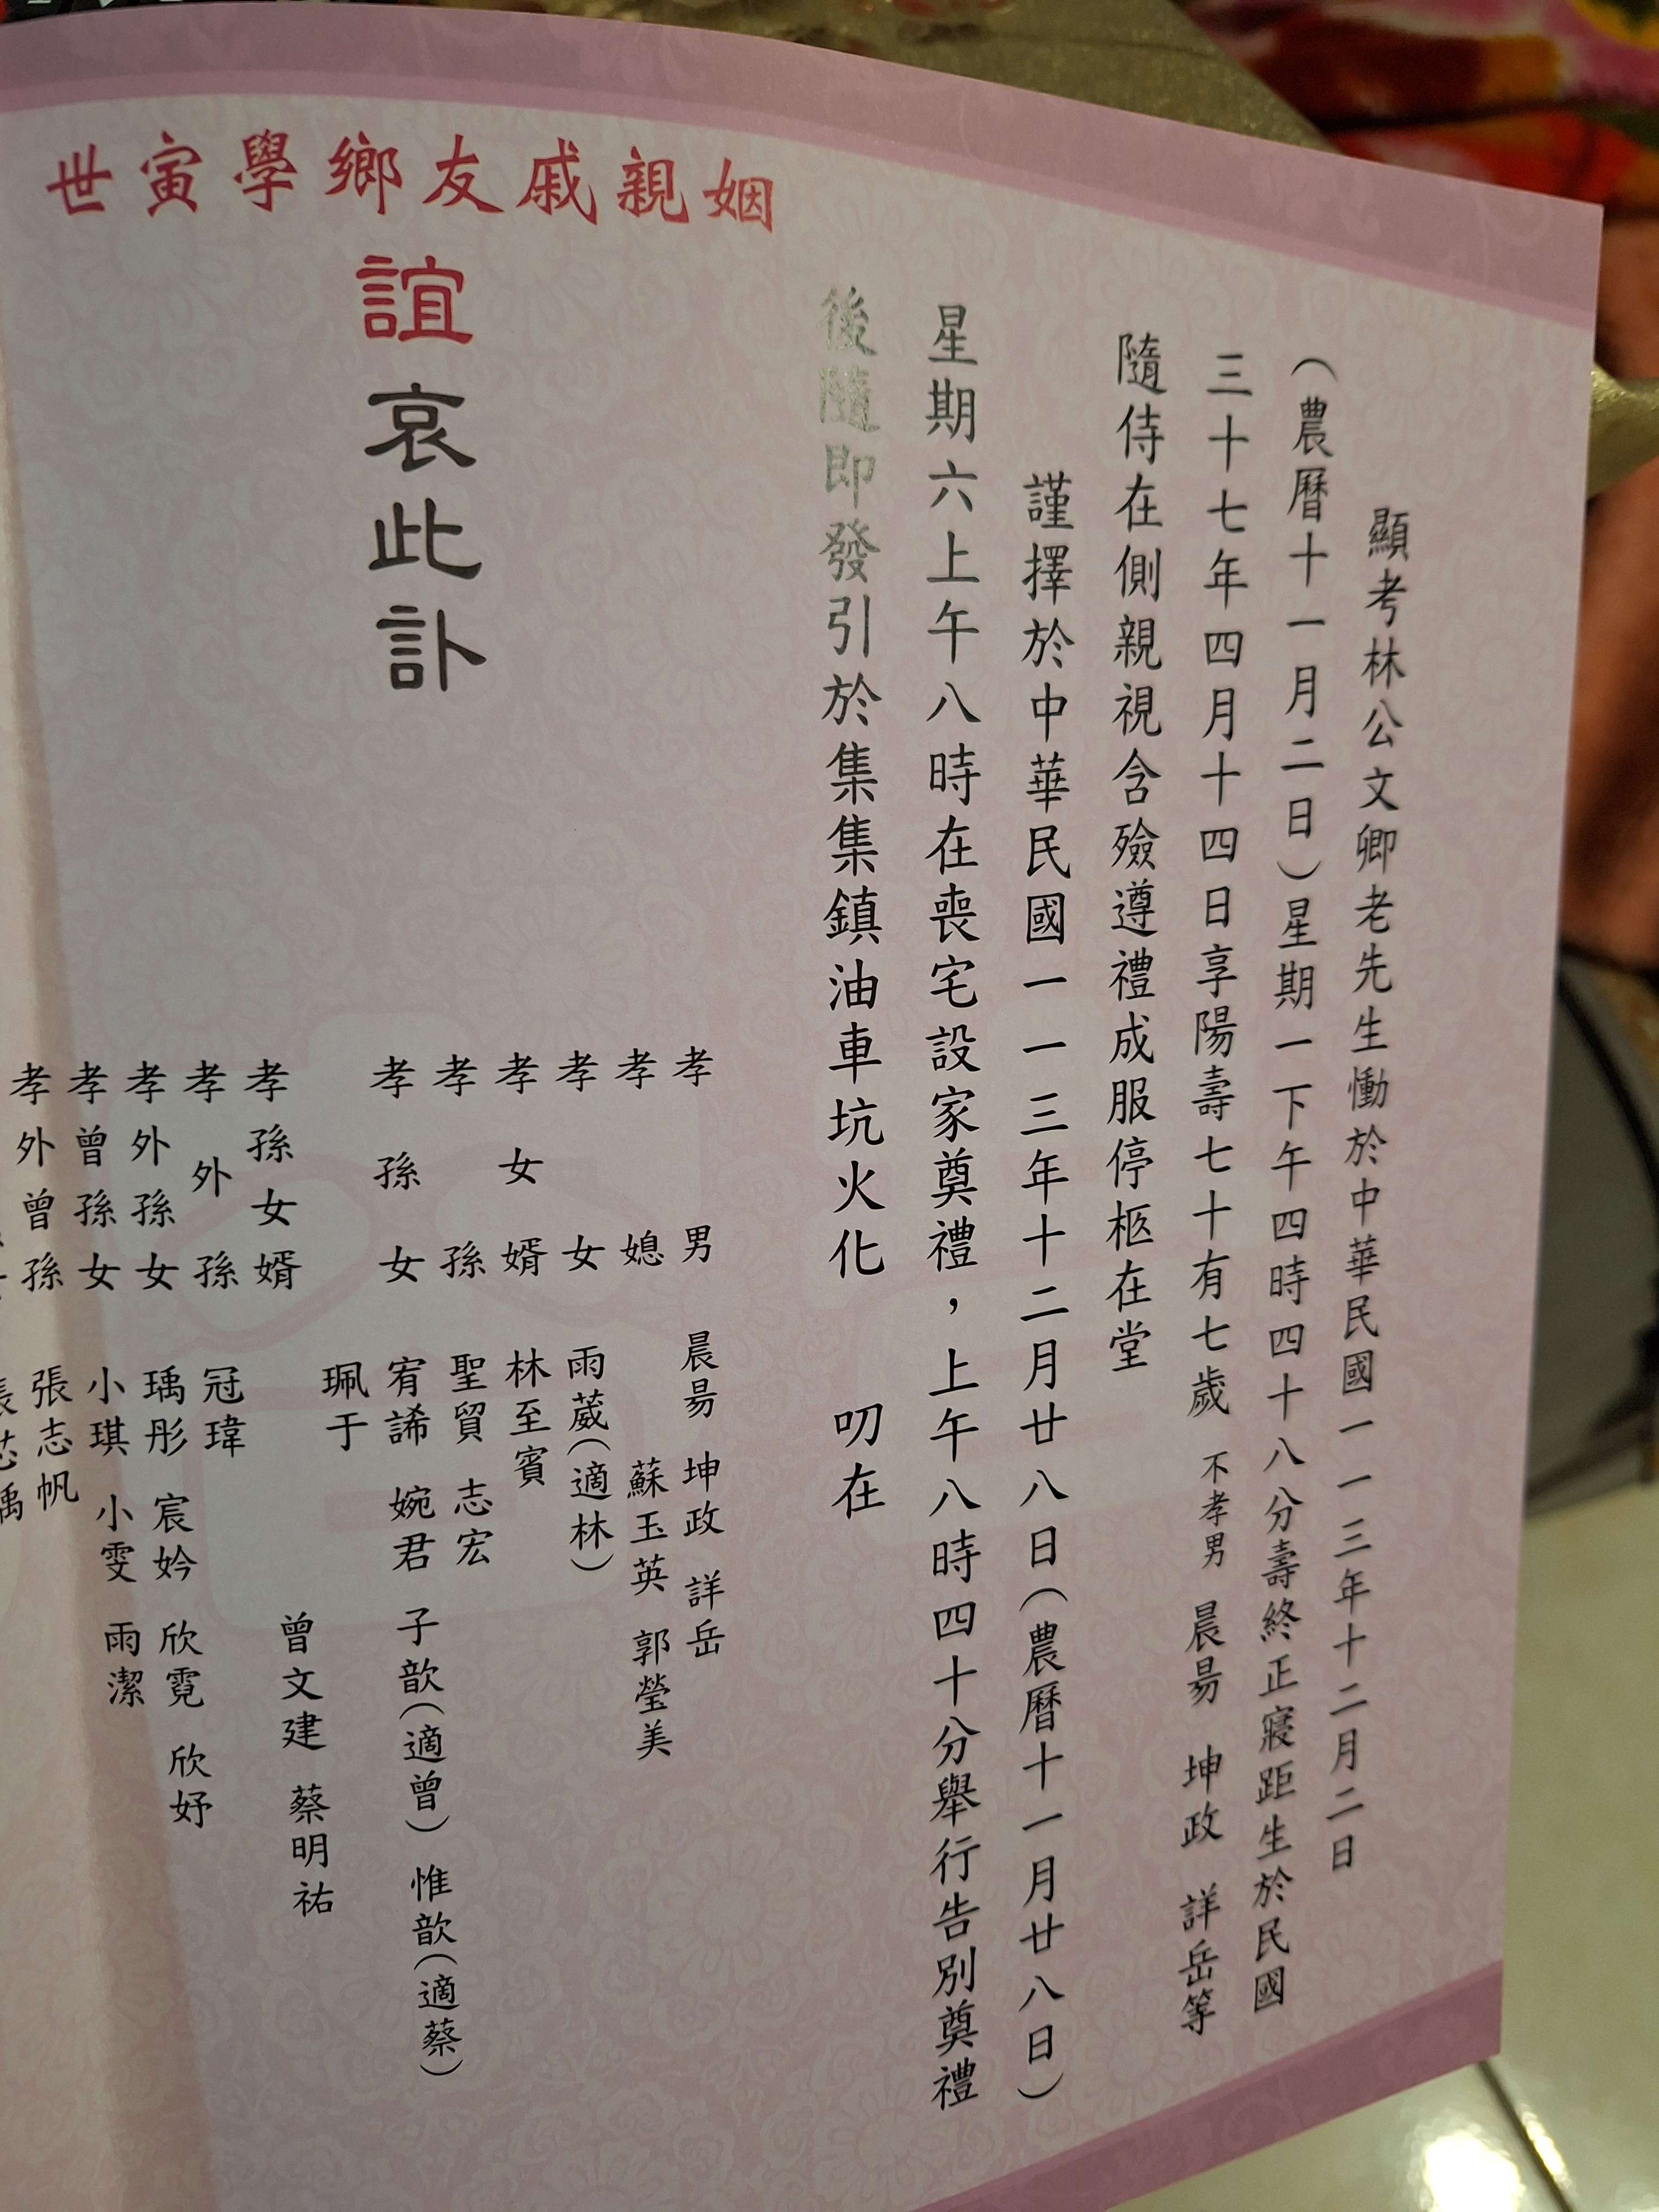 顯考林公文卿老先生慟於中華民國一一三年十二月二日
（農曆十一月二日）星期一下午四時四十八分壽終正寢距生於民國
三十七年四月十四日享陽壽七十有七歲 不孝男 晨昜 坤政 詳岳等
隨侍在側親視含殮遵禮成服停柩在堂
謹擇於中華民國一一三年十二月廿八日（農曆十一月廿八日）
星期六上午八時在喪宅設家奠禮，上午八時四十分舉行告別奠禮
後隨即發引於集集鎮油車坑火化 叨在
姻親戚友鄉學寅世
誼哀此訃
孝男 晨昜 坤政 詳岳
孝媳 蘇玉英 郭瑩美
孝女 雨葳（適林）
孝女婿 林至賓
孝孫 聖貿 志宏
孝孫女 宥諦 婉君 子歆（適曾） 惟歆（適蔡）
珮于
孝孫女婿 曾文建 蔡明祐
孝外孫 冠瑋
孝外孫女 瑀彤 宸妗 欣霓 欣妤
孝曾孫女 小琪 小雯 雨潔
孝外曾孫 張志帆